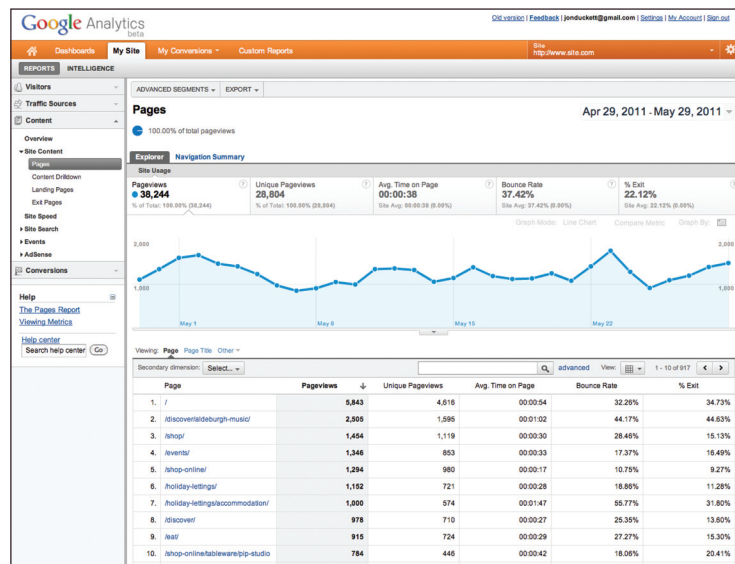 Google Analytics
beta
Old version | Feedback | jonduckett@gmail.com | Settings | My Account | Sign out
Dashboards My Site My Conversions Custom Reports
Site
http://www.site.com
REPORTS INTELLIGENCE
Visitors
Traffic Sources
Content
Overview
Site Content
Pages
Content Drilldown
Landing Pages
Exit Pages
Site Speed
Site Search
Events
AdSense
Conversions
Help
The Pages Report
Viewing Metrics
Help center
Search help center Go
ADVANCED SEGMENTS EXPORT
Pages
Apr 29, 2011 - May 29, 2011
100.00% of total pageviews
Explorer Navigation Summary
Site Usage
Pageviews ? Unique Pageviews ? Avg. Time on Page ? Bounce Rate ? % Exit ?
38,244 28,804 00:00:38 37.42% 22.12%
% of Total: 100.00% (38,244) % of Total: 100.00% (28,804) Site Avg: 00:00:38 (0.00%) Site Avg: 37.42% (0.00%) Site Avg: 22.12% (0.00%)
Graph Mode: Line Chart Compare Metric Graph By:
2,000 2,000
1,000 1,000
May 1 May 8 May 15 May 22
Viewing: Page Page Title Other
Secondary dimension: Select... advanced View: 1 - 10 of 917
Page Pageviews Unique Pageviews Avg. Time on Page Bounce Rate % Exit
1. / 5,843 4,616 00:00:54 32.26% 34.73%
2. /discover/aldeburgh-music/ 2,505 1,595 00:01:02 44.17% 44.63%
3. /shop/ 1,454 1,119 00:00:30 28.46% 15.13%
4. /events/ 1,346 853 00:00:33 17.37% 16.49%
5. /shop-online/ 1,294 980 00:00:17 10.75% 9.27%
6. /holiday-lettings/ 1,152 721 00:00:28 18.86% 11.28%
7. /holiday-lettings/accommodation/ 1,000 574 00:01:47 55.77% 31.80%
8. /discover/ 978 710 00:00:27 25.35% 13.60%
9. /eat/ 915 724 00:00:29 27.27% 15.30%
10. /shop-online/tableware/pip-studio 784 446 00:00:42 18.06% 20.41%